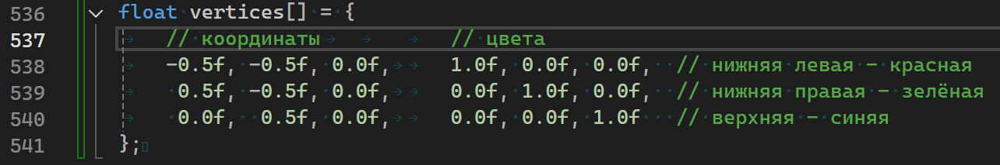 536 float vertices[] = {
537 // координаты // цвета
538 -0.5f, -0.5f, 0.0f, 1.0f, 0.0f, 0.0f, // нижняя левая - красная
539 0.5f, -0.5f, 0.0f, 0.0f, 1.0f, 0.0f, // нижняя правая - зелёная
540 0.0f, 0.5f, 0.0f, 0.0f, 0.0f, 1.0f // верхняя - синяя
541 };